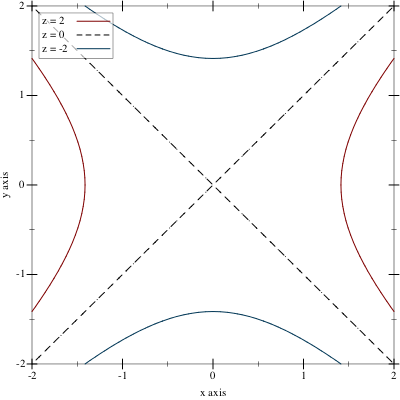 z = 2
z = 0
z = -2
2
1
0
-1
-2
y axis
-2
-1
0
1
2
x axis